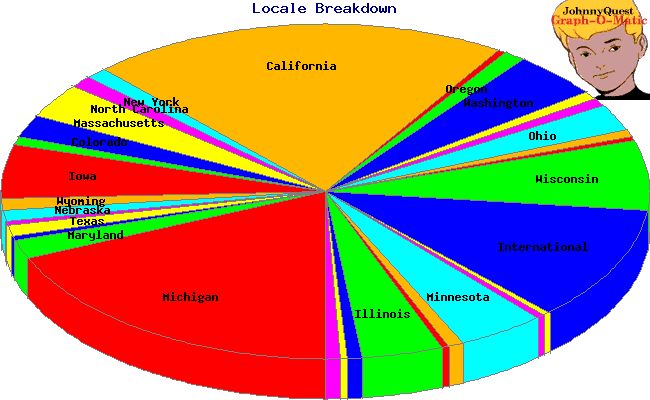 Locale Breakdown
JohnnyQuest
Graph-O-Matic
California
Oregon
Washington
New York
North Carolina
Massachusetts
Ohio
Colorado
Iowa
Wisconsin
Wyoming
Nebraska
Texas
Maryland
International
Michigan
Minnesota
Illinois